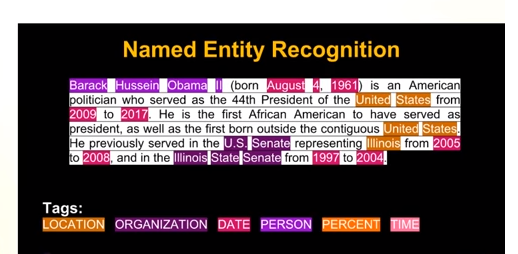 Named Entity Recognition
Barack Hussein Obama II (born August 4, 1961) is an American
politician who served as the 44th President of the United States from
2009 to 2017. He is the first African American to have served as
president, as well as the first born outside the contiguous United States.
He previously served in the U.S. Senate representing Illinois from 2005
to 2008, and in the Illinois State Senate from 1997 to 2004.
Tags:
LOCATION ORGANIZATION DATE PERSON PERCENT TIME